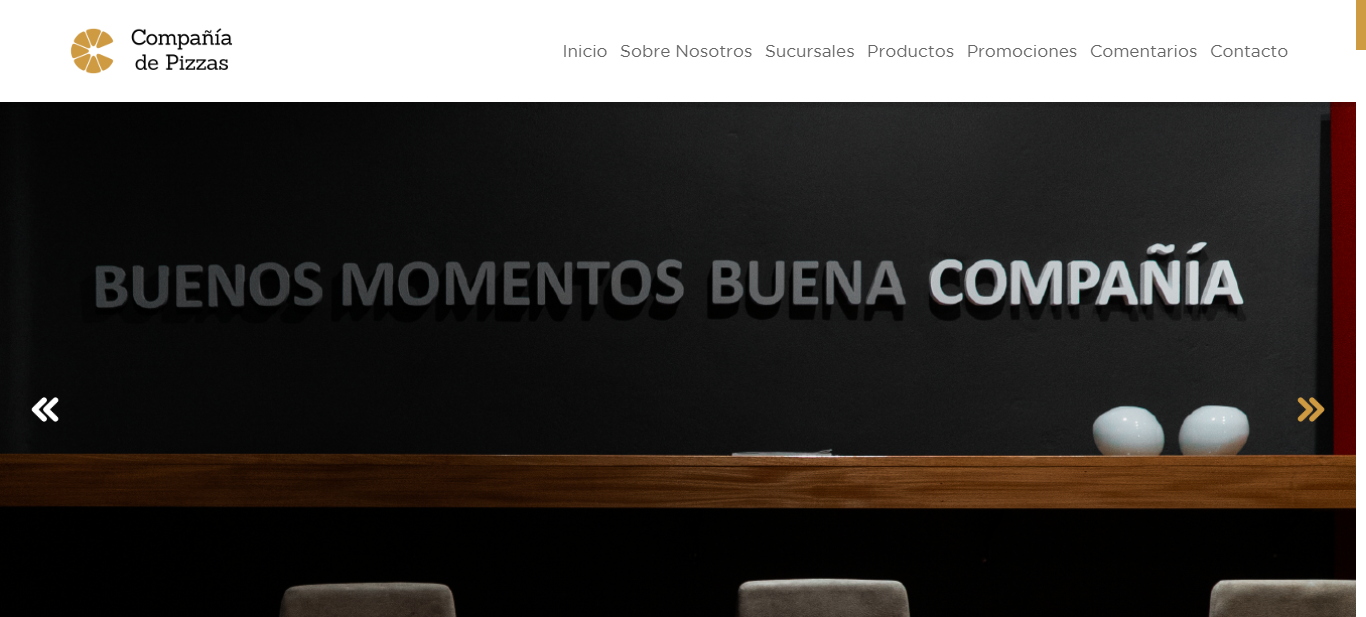 Compañía
de Pizzas
Inicio Sobre Nosotros Sucursales Productos Promociones Comentarios Contacto
BUENOS MOMENTOS BUENA COMPAÑÍA